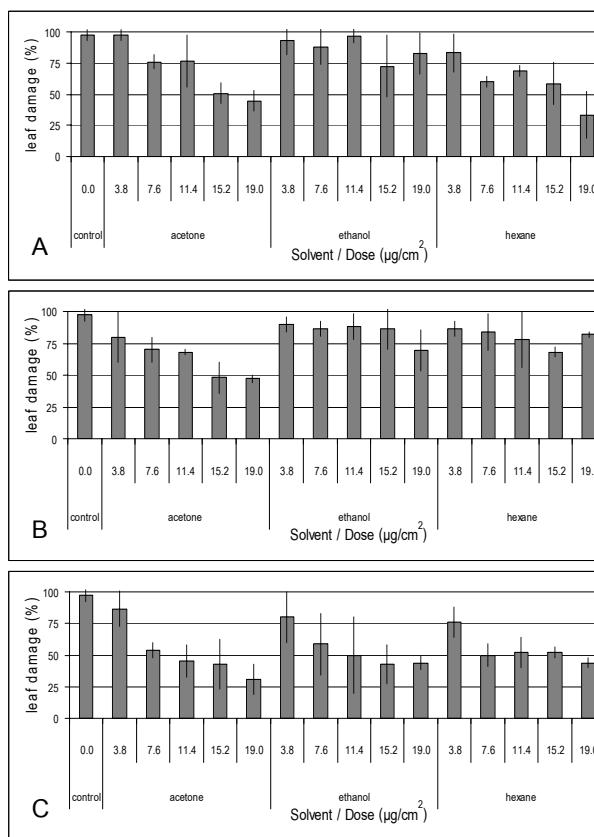 leaf damage (%)
100
75
50
25
0
0.0 3.8 7.6 11.4 15.2 19.0 3.8 7.6 11.4 15.2 19.0 3.8 7.6 11.4 15.2 19.0
control acetone ethanol hexane
A Solvent / Dose (µg/cm²)
leaf damage (%)
100
75
50
25
0
0.0 3.8 7.6 11.4 15.2 19.0 3.8 7.6 11.4 15.2 19.0 3.8 7.6 11.4 15.2 19.
control acetone ethanol hexane
B Solvent / Dose (µg/cm²)
leaf damage (%)
100
75
50
25
0
0.0 3.8 7.6 11.4 15.2 19.0 3.8 7.6 11.4 15.2 19.0 3.8 7.6 11.4 15.2 19.0
control acetone ethanol hexane
C Solvent / Dose (µg/cm²)